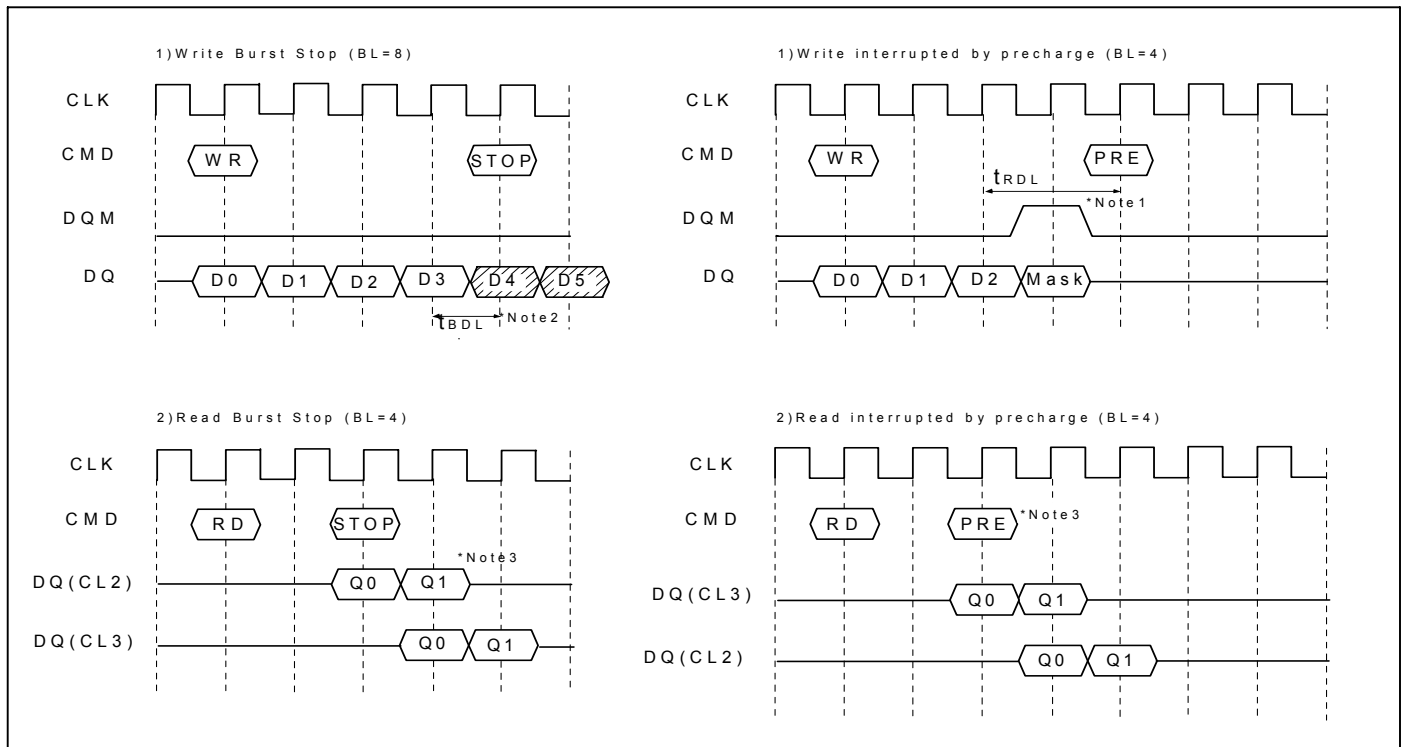 1)Write Burst Stop (BL=8)
CLK
CMD
WR
STOP
DQM
DQ
D0
D1
D2
D3
D4
D5
tBDL
*Note2
1)Write interrupted by precharge (BL=4)
CLK
CMD
WR
PRE
tRDL
*Note1
DQM
DQ
D0
D1
D2
Mask
2)Read Burst Stop (BL=4)
CLK
CMD
RD
STOP
*Note3
DQ(CL2)
Q0
Q1
DQ(CL3)
Q0
Q1
2)Read interrupted by precharge (BL=4)
CLK
CMD
RD
PRE
*Note3
DQ(CL3)
Q0
Q1
DQ(CL2)
Q0
Q1